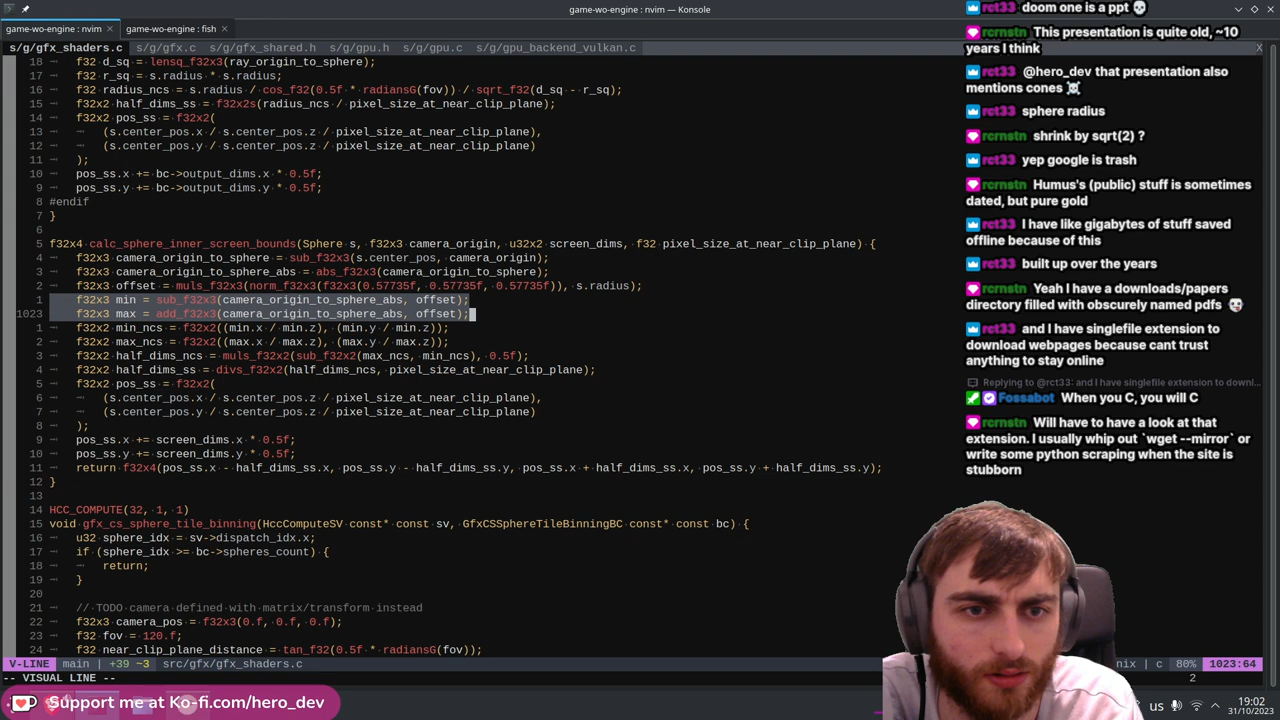 game-wo-engine : nvim — Konsole
game-wo-engine : nvim
game-wo-engine : fish
s/g/gfx_shaders.c s/g/gfx.c s/g/gfx_s /s/g/gpu.h s/g/gpu.c s/g/gpu_backend_vulkan.c X
18 f32 d_sq = lensq_f32x3(ray_origin_to_sphere);
17 f32 r_sq = s.radius * s.radius;
16 f32 radius_ncs = s.radius / cos_f32(0.5f * radiansG(fov)) / sqrt_f32(d_sq - r_sq);
15 f32x2 half_dims_ss = f32x2s(radius_ncs / pixel_size_at_near_clip_plane);
14 f32x2 pos_ss = f32x2(
13 (s.center_pos.x / s.center_pos.z / pixel_size_at_near_clip_plane),
12 (s.center_pos.y / s.center_pos.z / pixel_size_at_near_clip_plane)
11 );
10 pos_ss.x += bc->output_dims.x * 0.5f;
9 pos_ss.y += bc->output_dims.y * 0.5f;
8 #endif
7 }
6
5 f32x4 calc_sphere_inner_screen_bounds(Sphere s, f32x3 camera_origin, u32x2 screen_dims, f32 pixel_size_at_near_clip_plane) {
4 f32x3 camera_origin_to_sphere = sub_f32x3(s.center_pos, camera_origin);
3 f32x3 camera_origin_to_sphere_abs = abs_f32x3(camera_origin_to_sphere);
2 f32x3 offset = muls_f32x3(norm_f32x3(f32x3(0.57735f, 0.57735f, 0.57735f)), s.radius);
1 f32x3 min = sub_f32x3(camera_origin_to_sphere_abs, offset);
1023 f32x3 max = add_f32x3(camera_origin_to_sphere_abs, offset);
1 f32x2 min_ncs = f32x2((min.x / min.z), (min.y / min.z));
2 f32x2 max_ncs = f32x2((max.x / max.z), (max.y / max.z));
3 f32x2 half_dims_ncs = muls_f32x2(sub_f32x2(max_ncs, min_ncs), 0.5f);
4 f32x2 half_dims_ss = divs_f32x2(half_dims_ncs, pixel_size_at_near_clip_plane);
5 f32x2 pos_ss = f32x2(
6 (s.center_pos.x / s.center_pos.z / pixel_size_at_near_clip_plane),
7 (s.center_pos.y / s.center_pos.z / pixel_size_at_near_clip_plane)
8 );
9 pos_ss.x += screen_dims.x * 0.5f;
10 pos_ss.y += screen_dims.y * 0.5f;
11 return f32x4(pos_ss.x - half_dims_ss.x, pos_ss.y - half_dims_ss.y, pos_ss.x + half_dims_ss.x, pos_ss.y + half_dims_ss.y);
12 }
13
14 HCC_COMPUTE(32, 1, 1)
15 void gfx_cs_sphere_tile_binning(HccComputeSV const* const sv, GfxCSSphereTileBinningBC const* const bc) {
16 u32 sphere_idx = sv->dispatch_idx.x;
17 if (sphere_idx >= bc->spheres_count) {
18 return;
19 }
20
21 // TODO camera defined with matrix/transform instead
22 f32x3 camera_pos = f32x3(0.f, 0.f, 0.f);
23 f32 fov = 120.f;
24 f32 near_clip_plane_distance = tan_f32(0.5f * radiansG(fov));
V-LINE main | +39 ~3 src/gfx/gfx_shaders.c nix | c 80% 1023:64
-- VISUAL LINE -- 2
Support me at Ko-fi.com/hero_dev
us
19:02
31/10/2023
rct33 doom one is a ppt
rcrnstn This presentation is quite old, ~10
years I think
rct33 @hero_dev that presentation also
mentions cones
rct33 sphere radius
rcrnstn shrink by sqrt(2) ?
rct33 yep google is trash
rcrnstn Humus's (public) stuff is sometimes
dated, but pure gold
rct33 I have like gigabytes of stuff saved
offline because of this
rct33 built up over the years
rcrnstn Yeah I have a downloads/papers
directory filled with obscurely named pdfs
rct33 and I have singlefile extension to
download webpages because cant trust
anything to stay online
Replying to @rct33: and I have singlefile extension to downl...
Fossabot When you C, you will C
rcrnstn Will have to have a look at that
extension. I usually whip out `wget --mirror` or
write some python scraping when the site is
stubborn